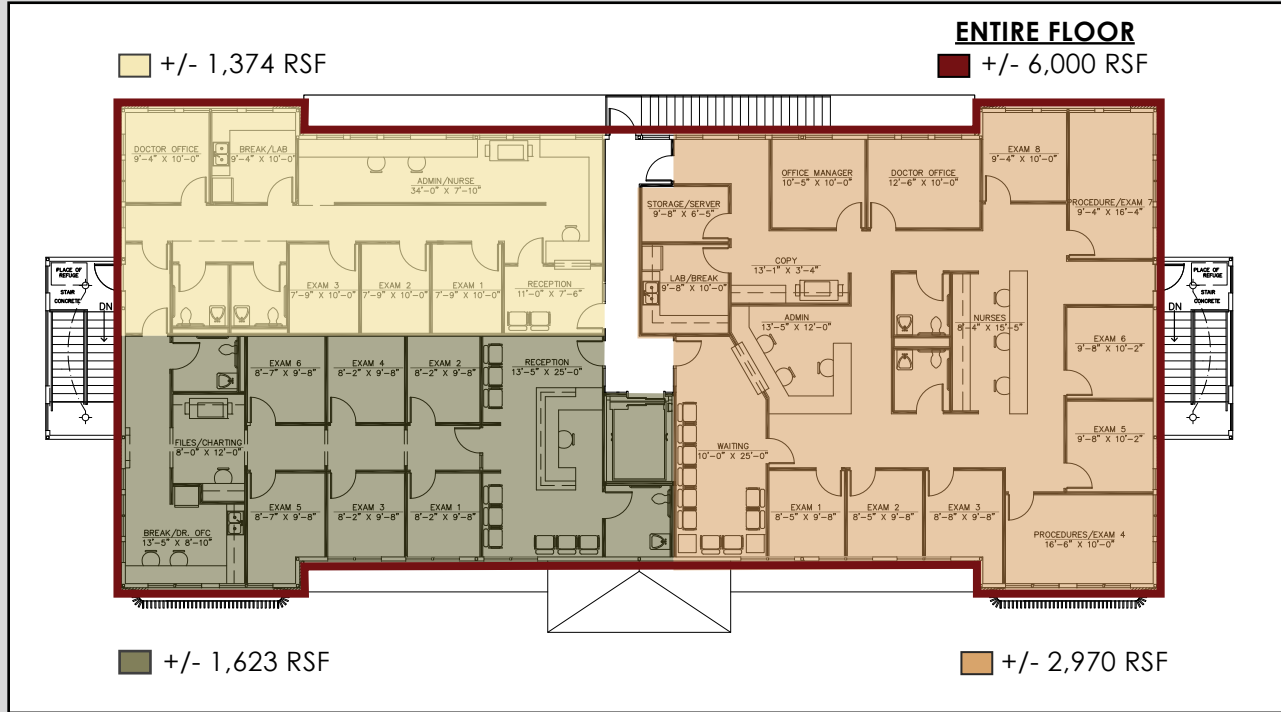 ENTIRE FLOOR
+/- 1,374 RSF
+/- 6,000 RSF
DOCTOR OFFICE
9'-4" X 10'-0"
BREAK/LAB
9'-4" X 10'-0"
ADMIN/NURSE
34'-0" X 7'-10"
EXAM 3
7'-9" X 10'-0"
EXAM 2
7'-9" X 10'-0"
EXAM 1
7'-9" X 10'-0"
RECEPTION
11'-0" X 7'-6"
STORAGE/SERVER
9'-8" X 6'-5"
OFFICE MANAGER
10'-5" X 10'-0"
DOCTOR OFFICE
12'-6" X 10'-0"
EXAM 8
9'-4" X 10'-0"
PROCEDURE/EXAM 7
9'-4" X 16'-4"
LAB/BREAK
9'-8" X 10'-0"
COPY
13'-1" X 3'-4"
ADMIN
13'-5" X 12'-0"
NURSES
8'-4" X 15'-5"
EXAM 6
9'-8" X 10'-2"
EXAM 5
9'-8" X 10'-2"
PLACE OF
REFUGE
STAIR
CONCRETE
DN
PLACE OF
REFUGE
STAIR
CONCRETE
DN
EXAM 6
8'-7" X 9'-8"
EXAM 4
8'-2" X 9'-8"
EXAM 2
8'-2" X 9'-8"
RECEPTION
13'-5" X 25'-0"
FILES/CHARTING
8'-0" X 12'-0"
WAITING
10'-0" X 25'-0"
EXAM 5
8'-7" X 9'-8"
EXAM 3
8'-2" X 9'-8"
EXAM 1
8'-2" X 9'-8"
BREAK/DR. OFC
13'-5" X 8'-10"
EXAM 1
8'-5" X 9'-8"
EXAM 2
8'-5" X 9'-8"
EXAM 3
8'-8" X 9'-8"
PROCEDURES/EXAM 4
16'-6" X 10'-0"
+/- 1,623 RSF
+/- 2,970 RSF